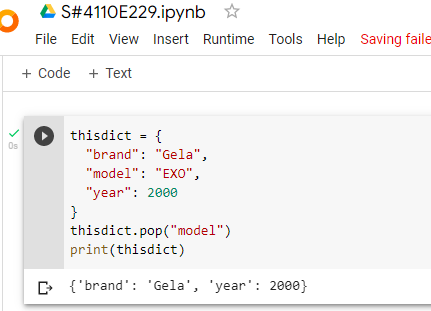 S#4110E229.ipynb
File Edit View Insert Runtime Tools Help Saving faile
+ Code + Text
0s
thisdict = {
  "brand": "Gela",
  "model": "EXO",
  "year": 2000
}
thisdict.pop("model")
print(thisdict)
{'brand': 'Gela', 'year': 2000}